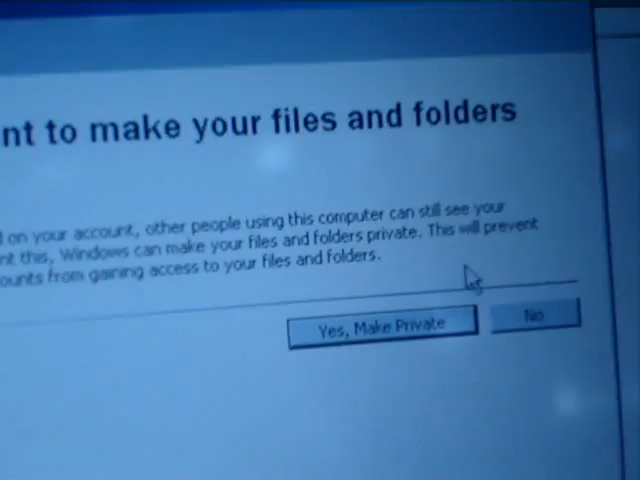 nt to make your files and folders
d on your account, other people using this computer can still see your
nt this, Windows can make your files and folders private. This will prevent
ounts from gaining access to your files and folders.
Yes, Make Private
No